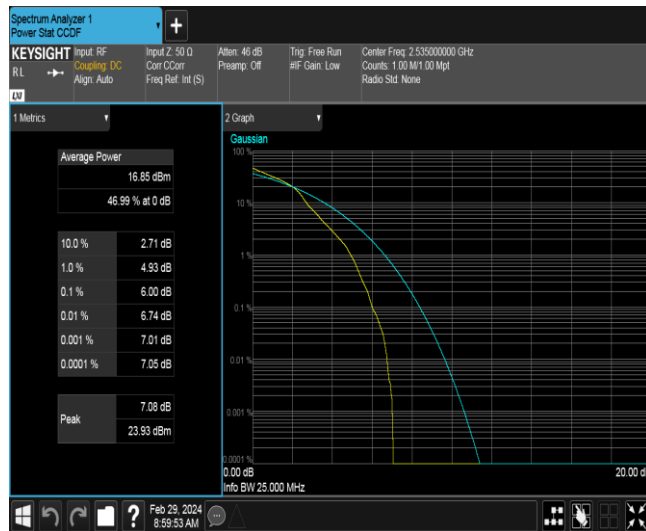 Spectrum Analyzer 1
Power Stat CCDF
KEYSIGHT
RL
LXI
Input: RF
Coupling: DC
Align: Auto
Input Z: 50 Ω
Corr CCorr
Freq Ref: Int (S)
Atten: 46 dB
Preamp: Off
Trig: Free Run
#IF Gain: Low
Center Freq: 2.535000000 GHz
Counts: 1.00 M/1.00 Mpt
Radio Std: None
1 Metrics
Average Power
16.85 dBm
46.99 % at 0 dB
10.0 % 2.71 dB
1.0 % 4.93 dB
0.1 % 6.00 dB
0.01 % 6.74 dB
0.001 % 7.01 dB
0.0001 % 7.05 dB
Peak
7.08 dB
23.93 dBm
2 Graph
Gaussian
100 %
10 %
1 %
0.1 %
0.01 %
0.001 %
0.0001 %
0.00 dB
20.00 d
Info BW 25.000 MHz
?
Feb 29, 2024
8:59:53 AM